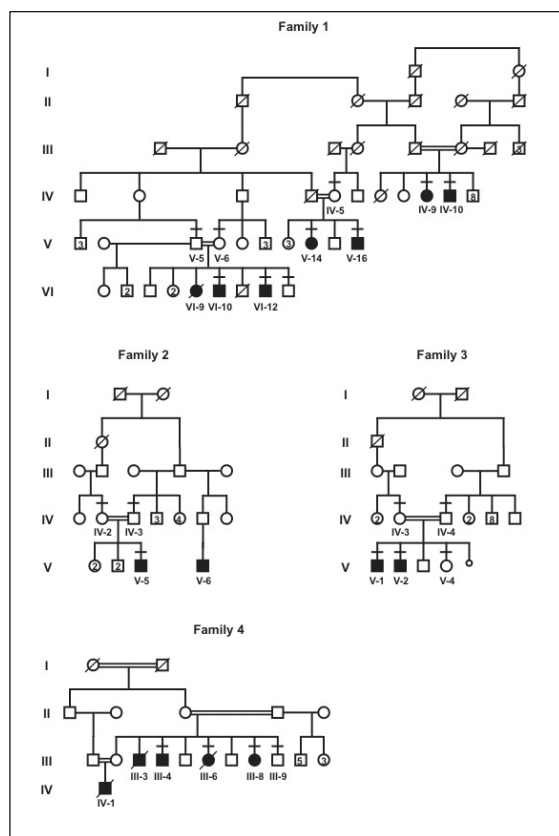 Family 1
I
II
III
3
IV
IV-5
IV-9 IV-10
8
V
3
V-5
V-6
3
3
V-14
V-16
VI
2
2
VI-9
VI-10
VI-12
Family 2
I
II
III
IV
IV-2
IV-3
3
4
V
2
2
V-5
V-6
Family 3
I
II
III
IV
2
IV-3
IV-4
2
8
V
V-1
V-2
V-4
Family 4
I
II
III
III-3
III-4
III-6
III-8
III-9
5
3
IV
IV-1